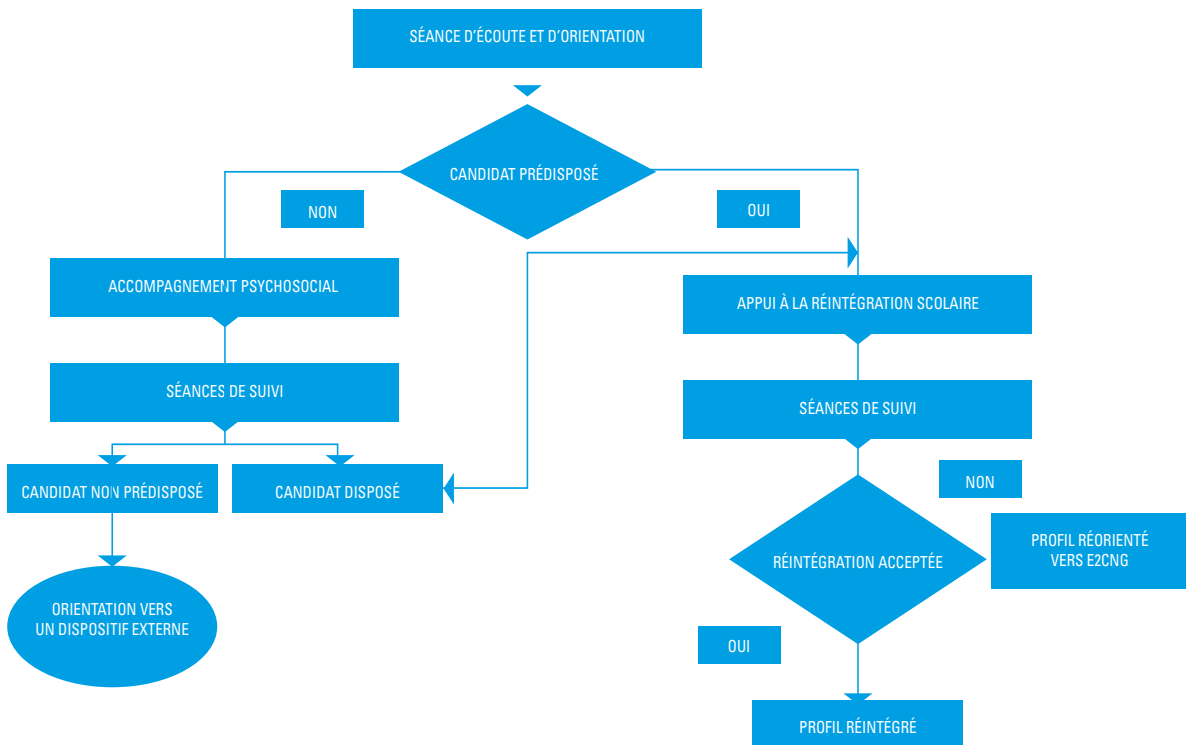 SÉANCE D'ÉCOUTE ET D'ORIENTATION
CANDIDAT PRÉDISPOSÉ
NON
OUI
ACCOMPAGNEMENT PSYCHOSOCIAL
APPUI À LA RÉINTÉGRATION SCOLAIRE
SÉANCES DE SUIVI
SÉANCES DE SUIVI
CANDIDAT NON PRÉDISPOSÉ
CANDIDAT DISPOSÉ
NON
RÉINTÉGRATION ACCEPTÉE
PROFIL RÉORIENTÉ
VERS E2CNG
ORIENTATION VERS
UN DISPOSITIF EXTERNE
OUI
PROFIL RÉINTÉGRÉ